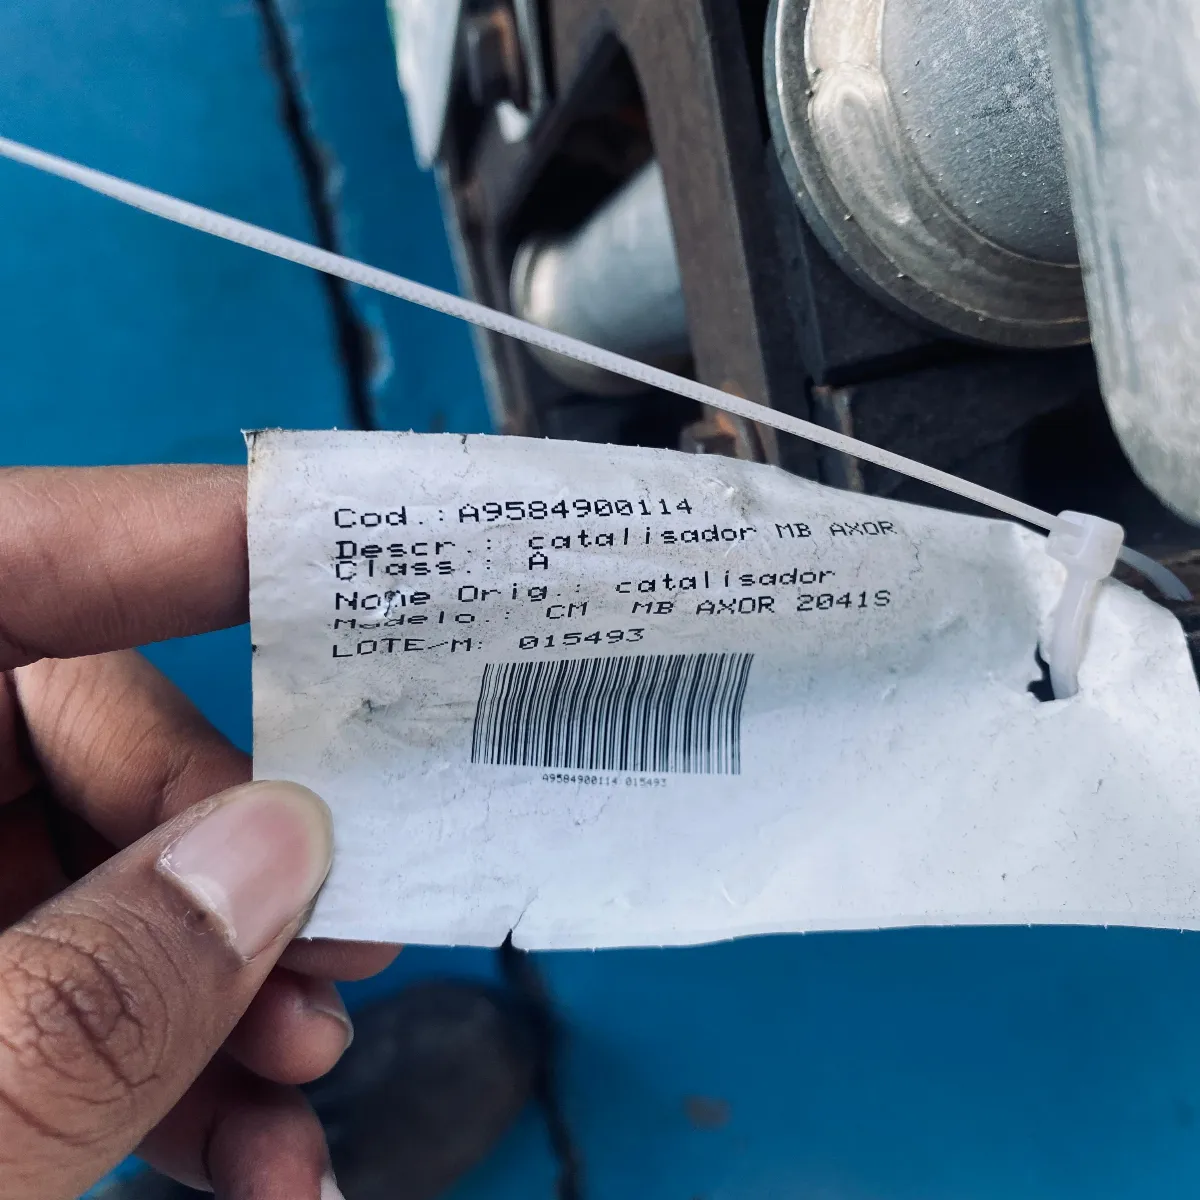 Cod.:A9584900114
Descr.: catalisador MB AXOR
Class.: A
Nome Orig.: catalisador
Modelo.: CM MB AXOR 2041S
LOTE/M: 015493
A9584900114 015493